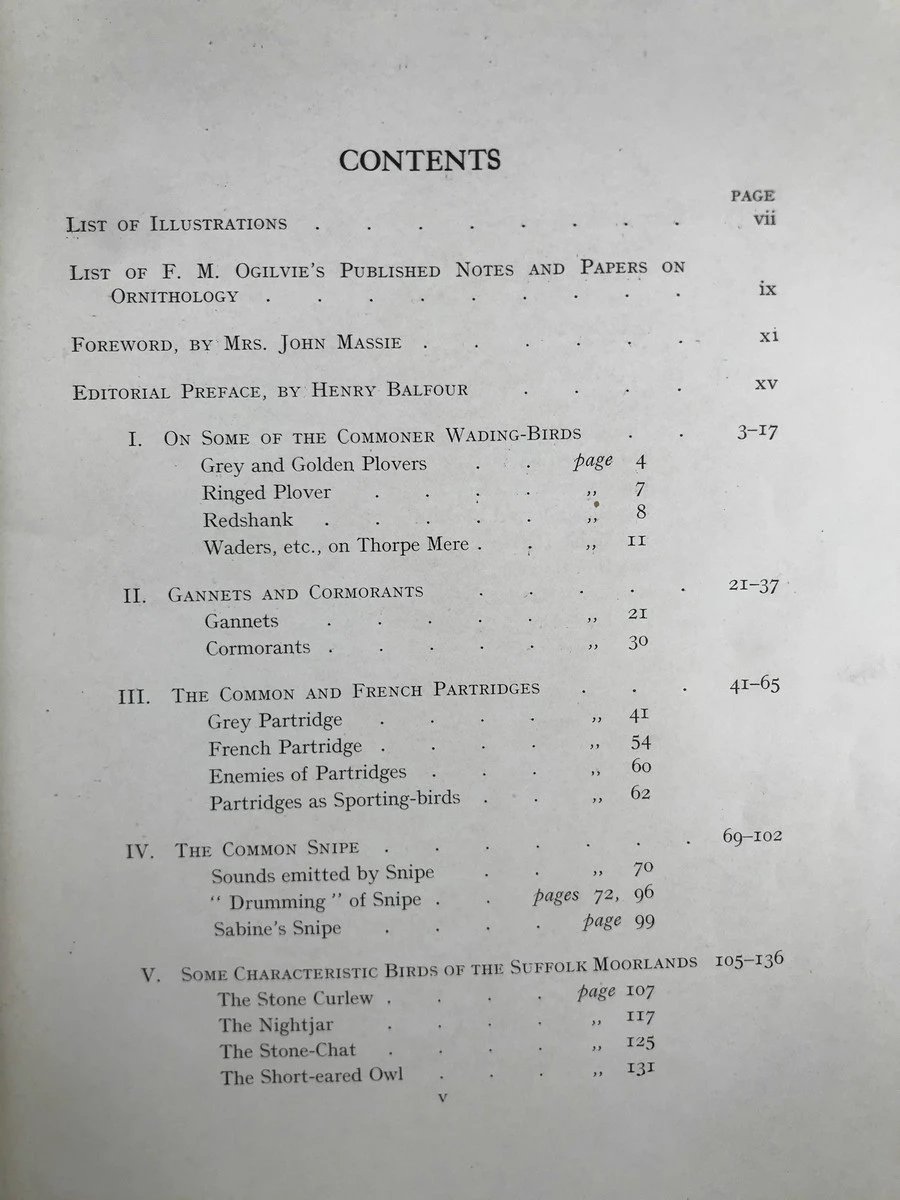 CONTENTS
PAGE
LIST OF ILLUSTRATIONS . . . . . . . . vii
LIST OF F. M. OGILVIE'S PUBLISHED NOTES AND PAPERS ON
ORNITHOLOGY . . . . . . . . . ix
FOREWORD, BY MRS. JOHN MASSIE . . . . . . xi
EDITORIAL PREFACE, BY HENRY BALFOUR . . . . xv
I. ON SOME OF THE COMMONER WADING-BIRDS . . 3–17
Grey and Golden Plovers . . page 4
Ringed Plover . . . . ,, 7
Redshank . . . . . ,, 8
Waders, etc., on Thorpe Mere . . ,, 11
II. GANNETS AND CORMORANTS . . . . . 21–37
Gannets . . . . . ,, 21
Cormorants . . . . . ,, 30
III. THE COMMON AND FRENCH PARTRIDGES . . . 41–65
Grey Partridge . . . . ,, 41
French Partridge . . . . ,, 54
Enemies of Partridges . . . ,, 60
Partridges as Sporting-birds . . ,, 62
IV. THE COMMON SNIPE . . . . . . . 69–102
Sounds emitted by Snipe . . ,, 70
" Drumming " of Snipe . . pages 72, 96
Sabine's Snipe . . . . page 99
V. SOME CHARACTERISTIC BIRDS OF THE SUFFOLK MOORLANDS 105–136
The Stone Curlew . . . . page 107
The Nightjar . . . . ,, 117
The Stone-Chat . . . . ,, 125
The Short-eared Owl . . . ,, 131
v